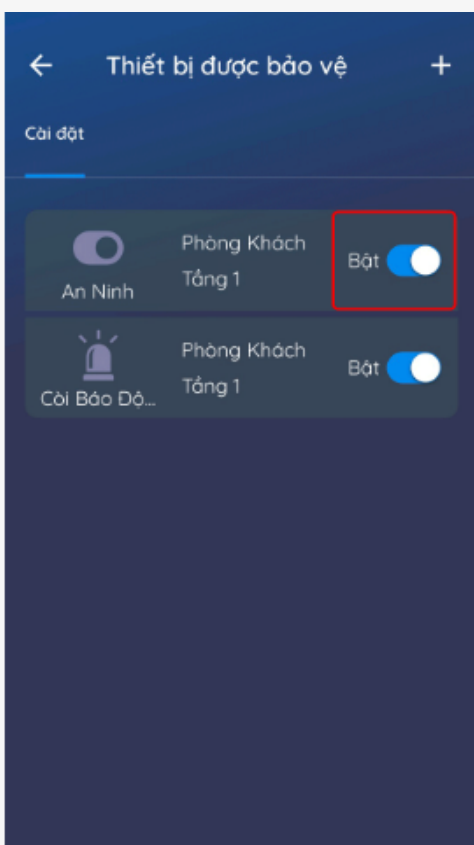 Thiết bị được bảo vệ
Cài đặt
Phòng Khách
Tầng 1
Bật
An Ninh
Phòng Khách
Tầng 1
Bật
Còi Báo Độ...